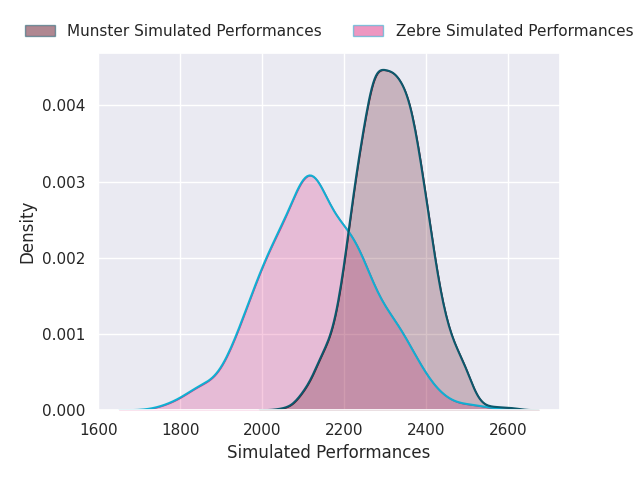 Munster Simulated Performances
Zebre Simulated Performances
0.004
0.003
0.002
0.001
0.000
Density
1600 1800 2000 2200 2400 2600
Simulated Performances